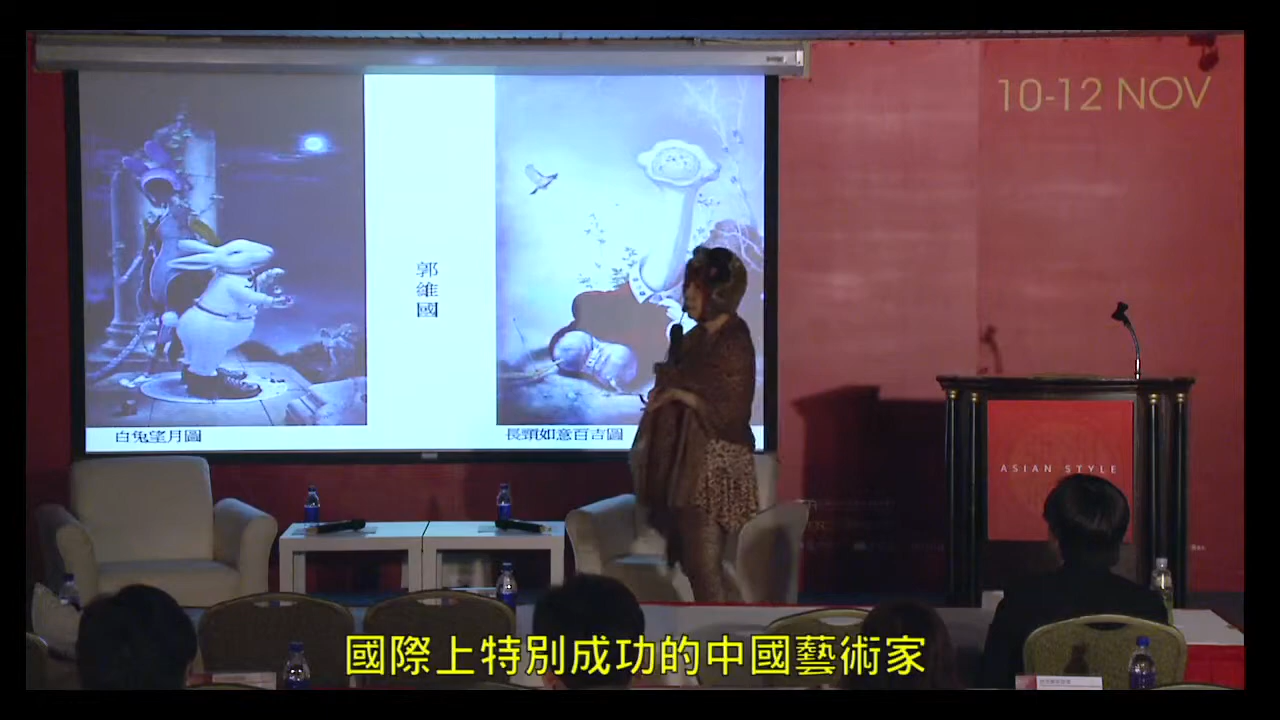 10-12 NOV
郭
維
國
白兔望月圖
長頸如意百吉圖
ASIAN STYLE
國際上特別成功的中國藝術家